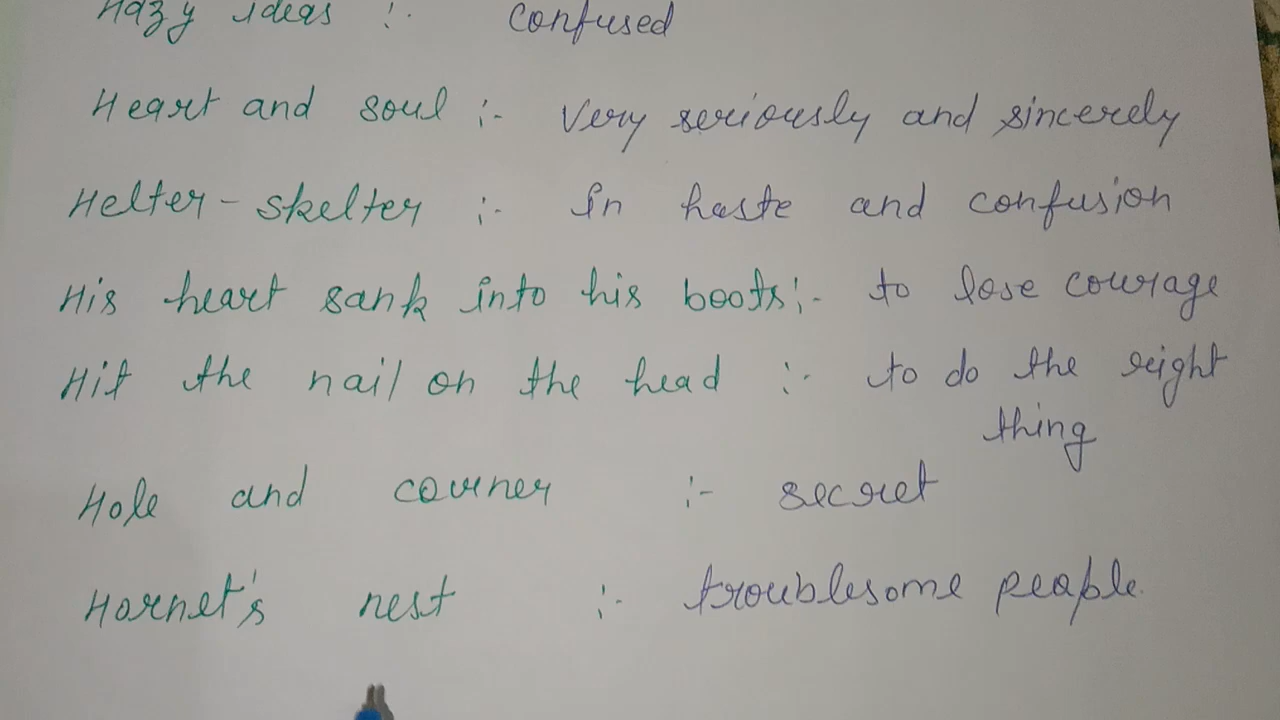 Hazy ideas :- confused
Heart and soul :- Very seriously and sincerely
Helter-skelter :- In haste and confusion
His heart sank into his boots :- to lose courage
Hit the nail on the head :- to do the right
thing
Hole and corner :- secret
Hornet's nest :- troublesome people.